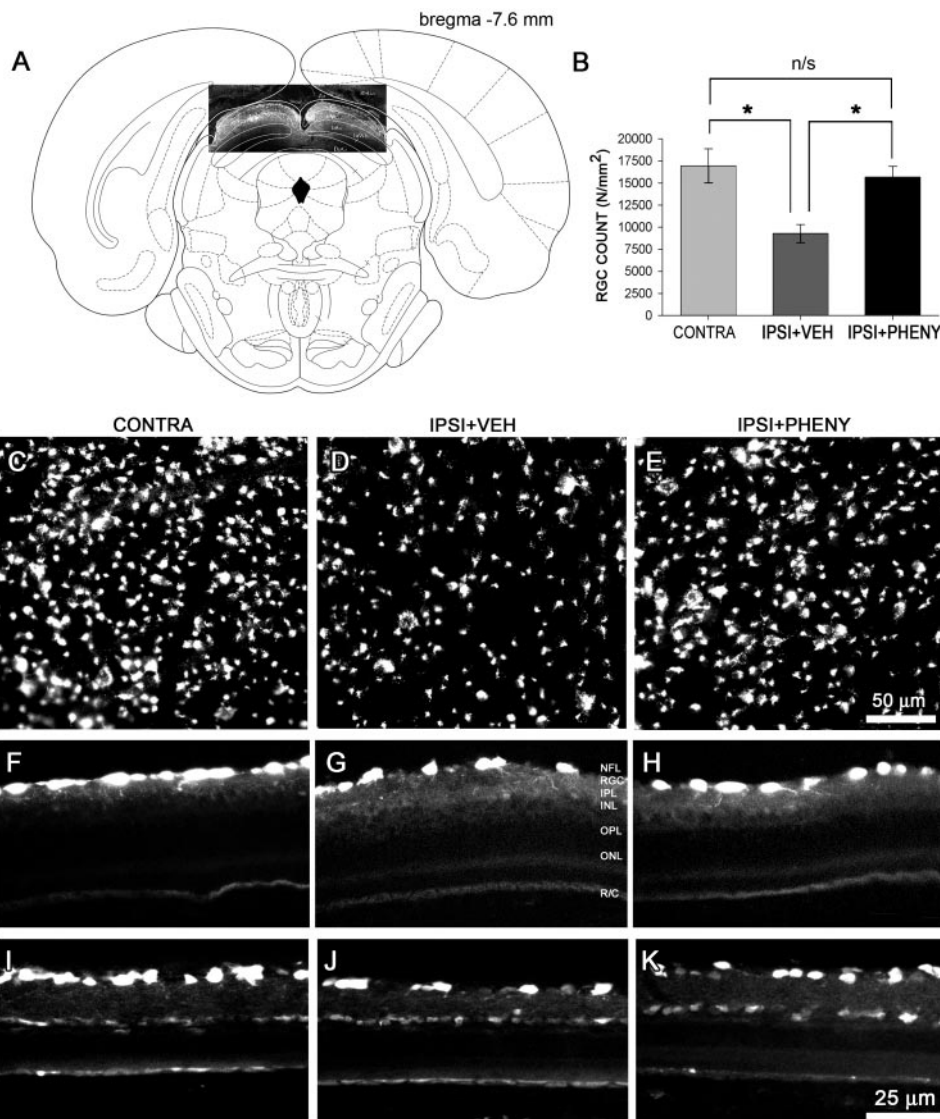 bregma -7.6 mm
A
B
n/s
* *
RGC COUNT (N/mm²)
20000
17500
15000
12500
10000
7500
5000
2500
0
CONTRA IPSI+VEH IPSI+PHENY
CONTRA IPSI+VEH IPSI+PHENY
C D E
50 µm
F G H
NFL
RGC
IPL
INL
OPL
ONL
R/C
I J K
25 µm